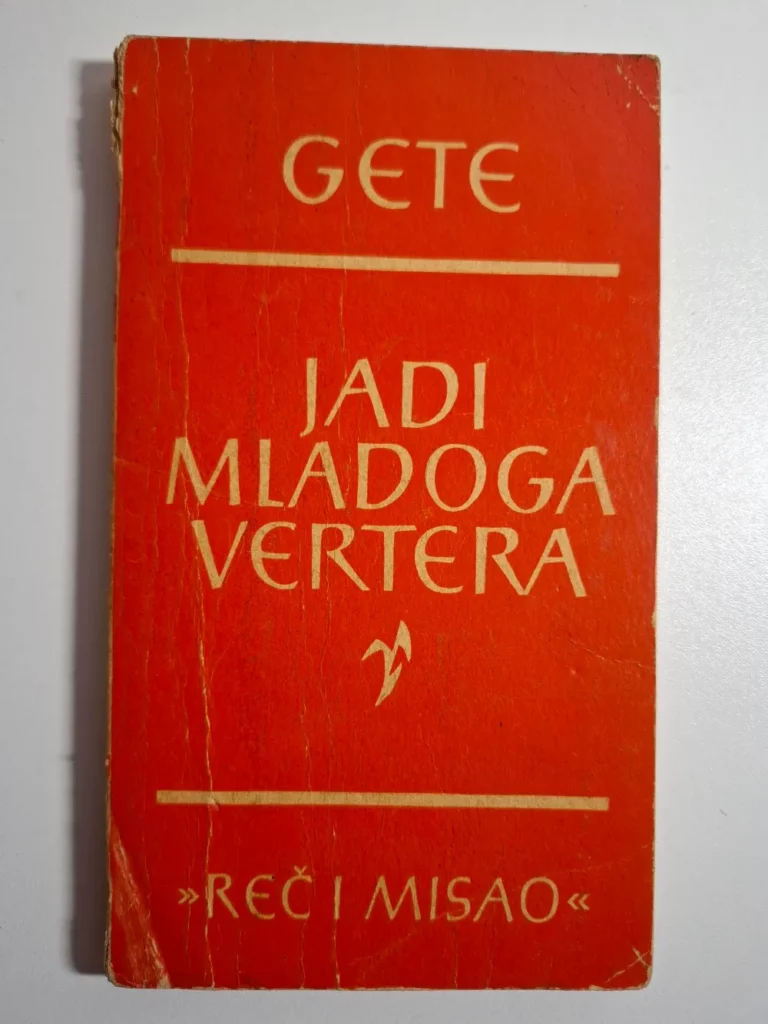 GETE
JADI
MLADOGA
VERTERA
»REČ I MISAO«